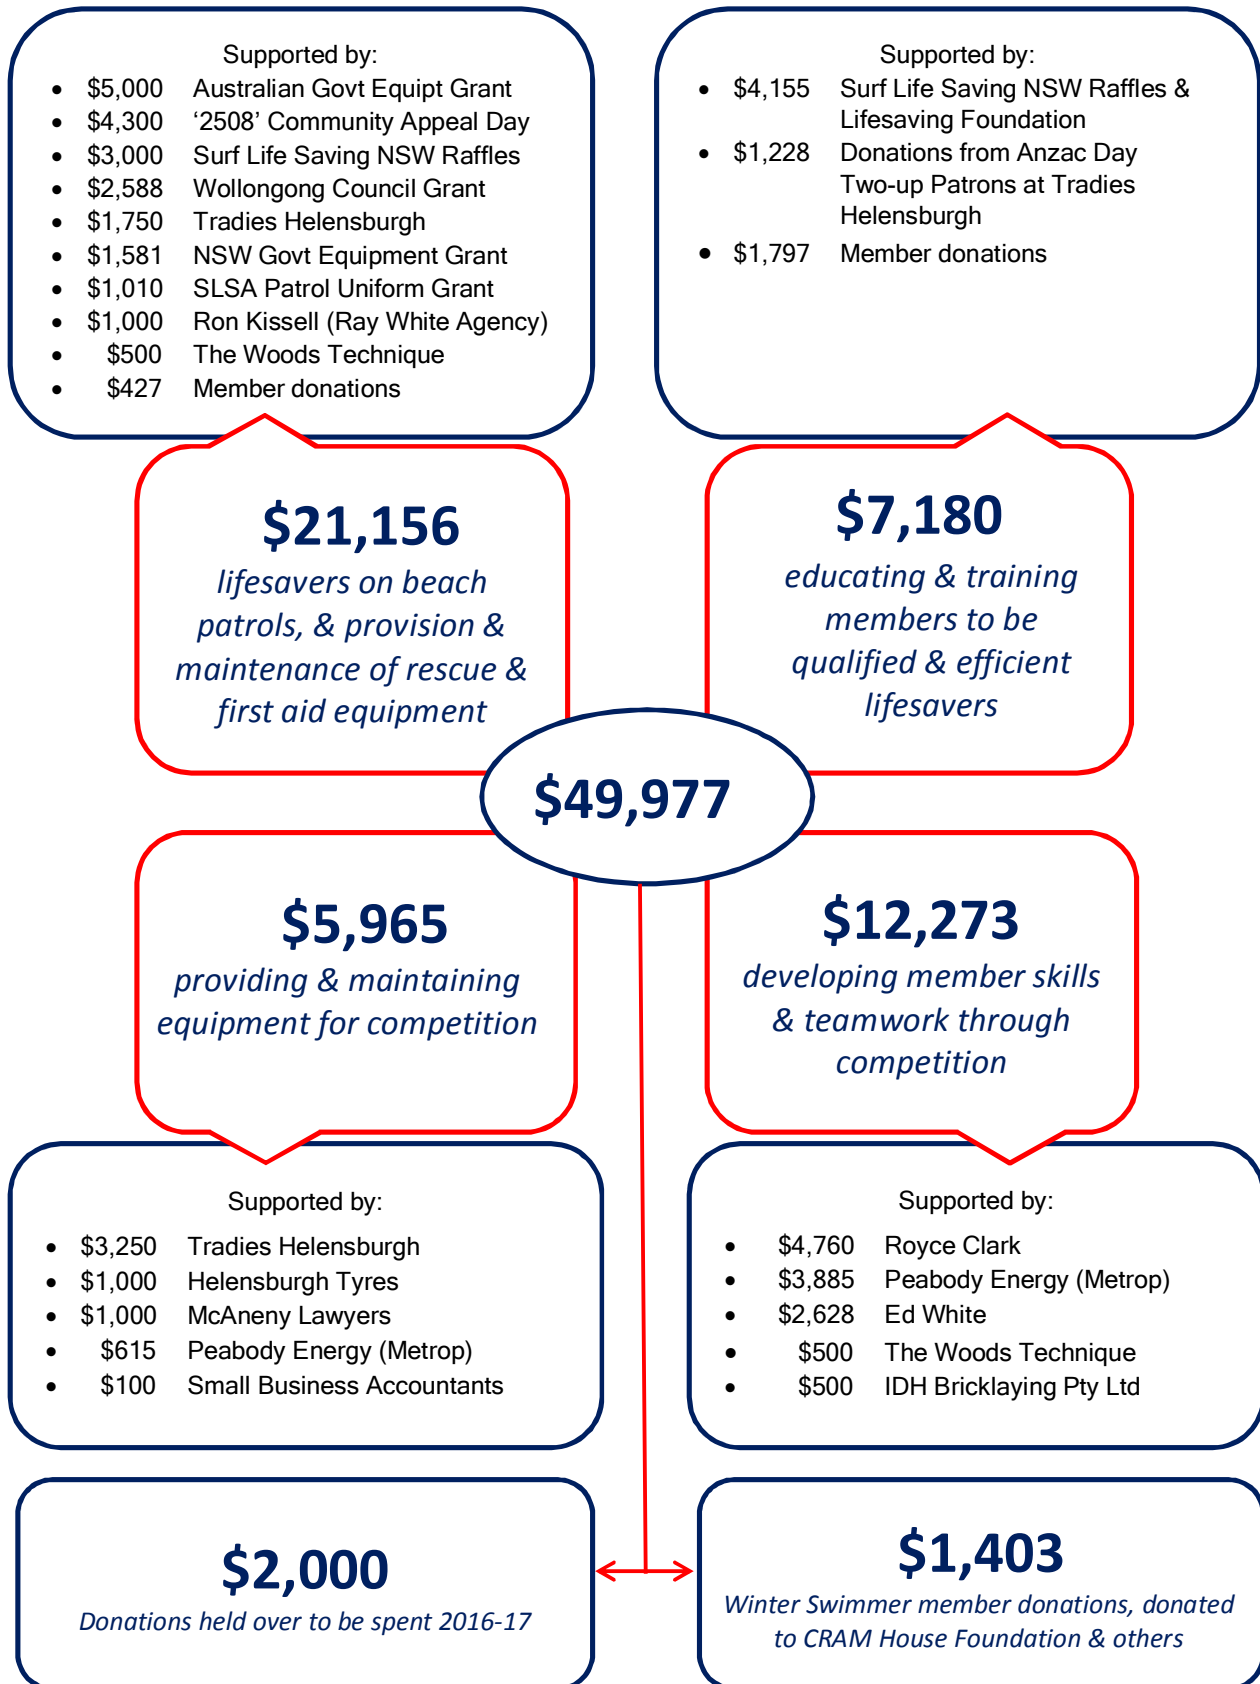 Supported by:
• $5,000 Australian Govt Equipt Grant
• $4,300 ‘2508’ Community Appeal Day
• $3,000 Surf Life Saving NSW Raffles
• $2,588 Wollongong Council Grant
• $1,750 Tradies Helensburgh
• $1,581 NSW Govt Equipment Grant
• $1,010 SLSA Patrol Uniform Grant
• $1,000 Ron Kissell (Ray White Agency)
• $500 The Woods Technique
• $427 Member donations
Supported by:
• $4,155 Surf Life Saving NSW Raffles &
Lifesaving Foundation
• $1,228 Donations from Anzac Day
Two-up Patrons at Tradies
Helensburgh
• $1,797 Member donations
$21,156
lifesavers on beach
patrols, & provision &
maintenance of rescue &
first aid equipment
$7,180
educating & training
members to be
qualified & efficient
lifesavers
$49,977
$5,965
providing & maintaining
equipment for competition
$12,273
developing member skills
& teamwork through
competition
Supported by:
• $3,250 Tradies Helensburgh
• $1,000 Helensburgh Tyres
• $1,000 McAneny Lawyers
• $615 Peabody Energy (Metrop)
• $100 Small Business Accountants
Supported by:
• $4,760 Royce Clark
• $3,885 Peabody Energy (Metrop)
• $2,628 Ed White
• $500 The Woods Technique
• $500 IDH Bricklaying Pty Ltd
$2,000
Donations held over to be spent 2016-17
$1,403
Winter Swimmer member donations, donated
to CRAM House Foundation & others